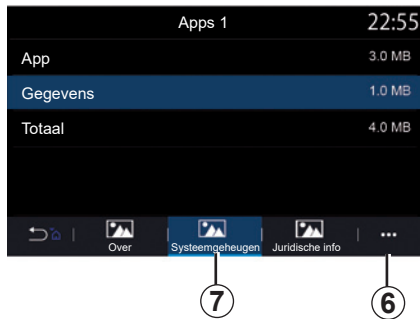 Apps 1 22:55
App 3.0 MB
Gegevens 1.0 MB
Totaal 4.0 MB
Over Systeemgeheugen Juridische info ...
7 6